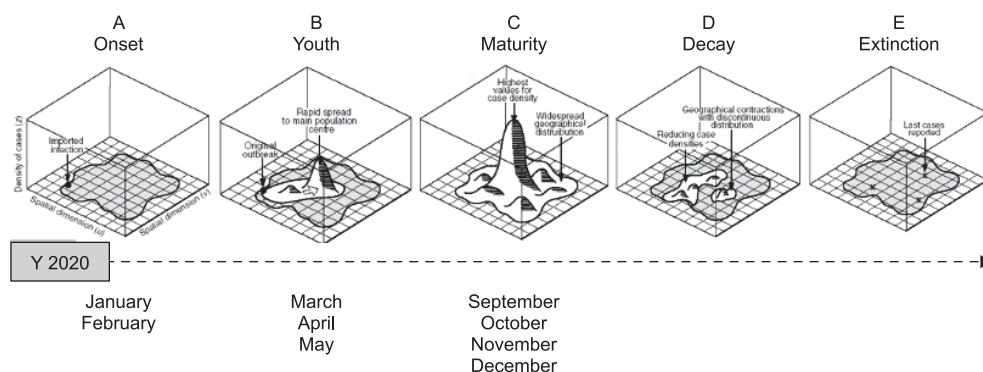 A
Onset
B
Youth
C
Maturity
D
Decay
E
Extinction
Density of cases (z)
Imported
infection
Spatial dimension (u)
Spatial dimension (v)
Original
outbreak
Rapid spread
to main population
centre
Highest
values for
case density
Widespread
geographical
distruibution
Reducing case
densities
Geographical contractions
with discontinuous
distribution
Last cases
reported
Y 2020
January
February
March
April
May
September
October
November
December